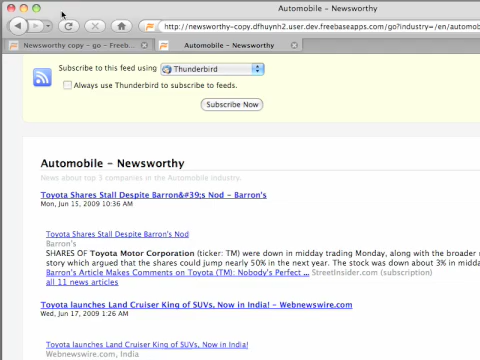 Automobile – Newsworthy
http://newsworthy-copy.dfhuynh2.user.dev.freebaseapps.com/go?industry=/en/automob
Newsworthy copy – go – Freeb...
Automobile – Newsworthy
Subscribe to this feed using Thunderbird
Always use Thunderbird to subscribe to feeds.
Subscribe Now
Automobile – Newsworthy
News about top 3 companies in the Automobile industry.
Toyota Shares Stall Despite Barron&#39;s Nod – Barron's
Mon, Jun 15, 2009 10:36 AM
Toyota Shares Stall Despite Barron's Nod
Barron's
SHARES OF Toyota Motor Corporation (ticker: TM) were down in midday trading Monday, along with the broader
story which argued that the shares could jump nearly 50% in the next year. The stock was down about 3% in midd
Barron's Article Makes Comments on Toyota (TM): Nobody's Perfect ... StreetInsider.com (subscription)
all 11 news articles
Toyota launches Land Cruiser King of SUVs, Now in India! – Webnewswire.com
Wed, Jun 17, 2009 1:26 AM
Toyota launches Land Cruiser King of SUVs, Now in India!
Webnewswire.com, India